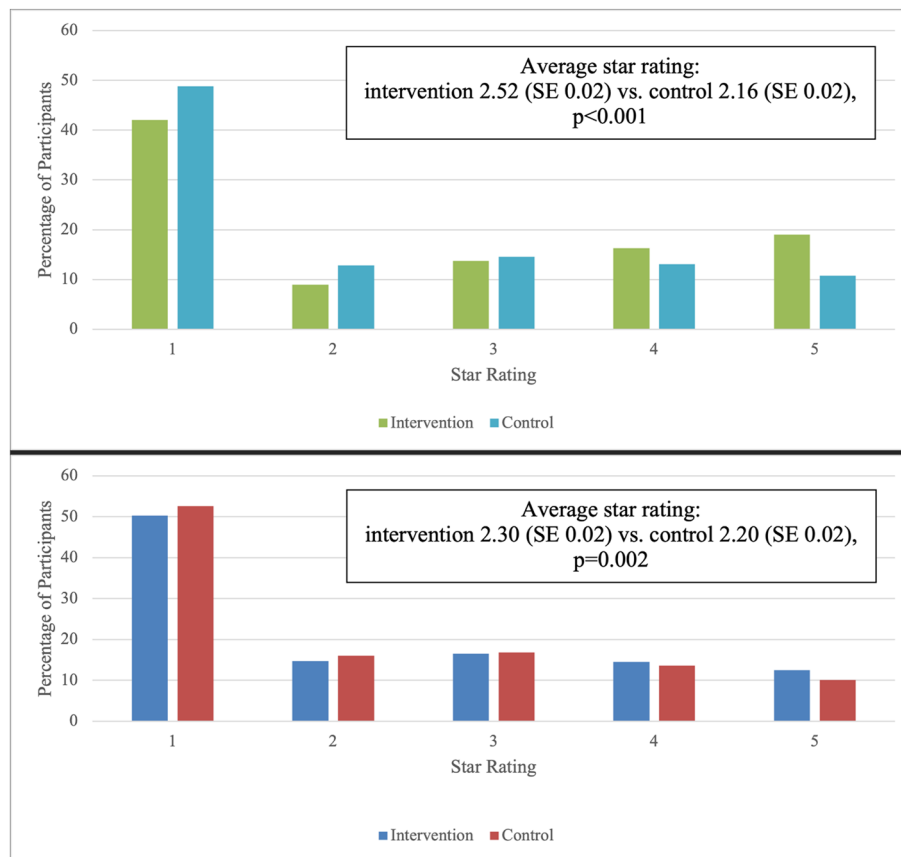 60
50
40
30
20
10
0
Percentage of Participants
Average star rating:
intervention 2.52 (SE 0.02) vs. control 2.16 (SE 0.02),
p<0.001
1 2 3 4 5
Star Rating
Intervention Control
60
50
40
30
20
10
0
Percentage of Participants
Average star rating:
intervention 2.30 (SE 0.02) vs. control 2.20 (SE 0.02),
p=0.002
1 2 3 4 5
Star Rating
Intervention Control